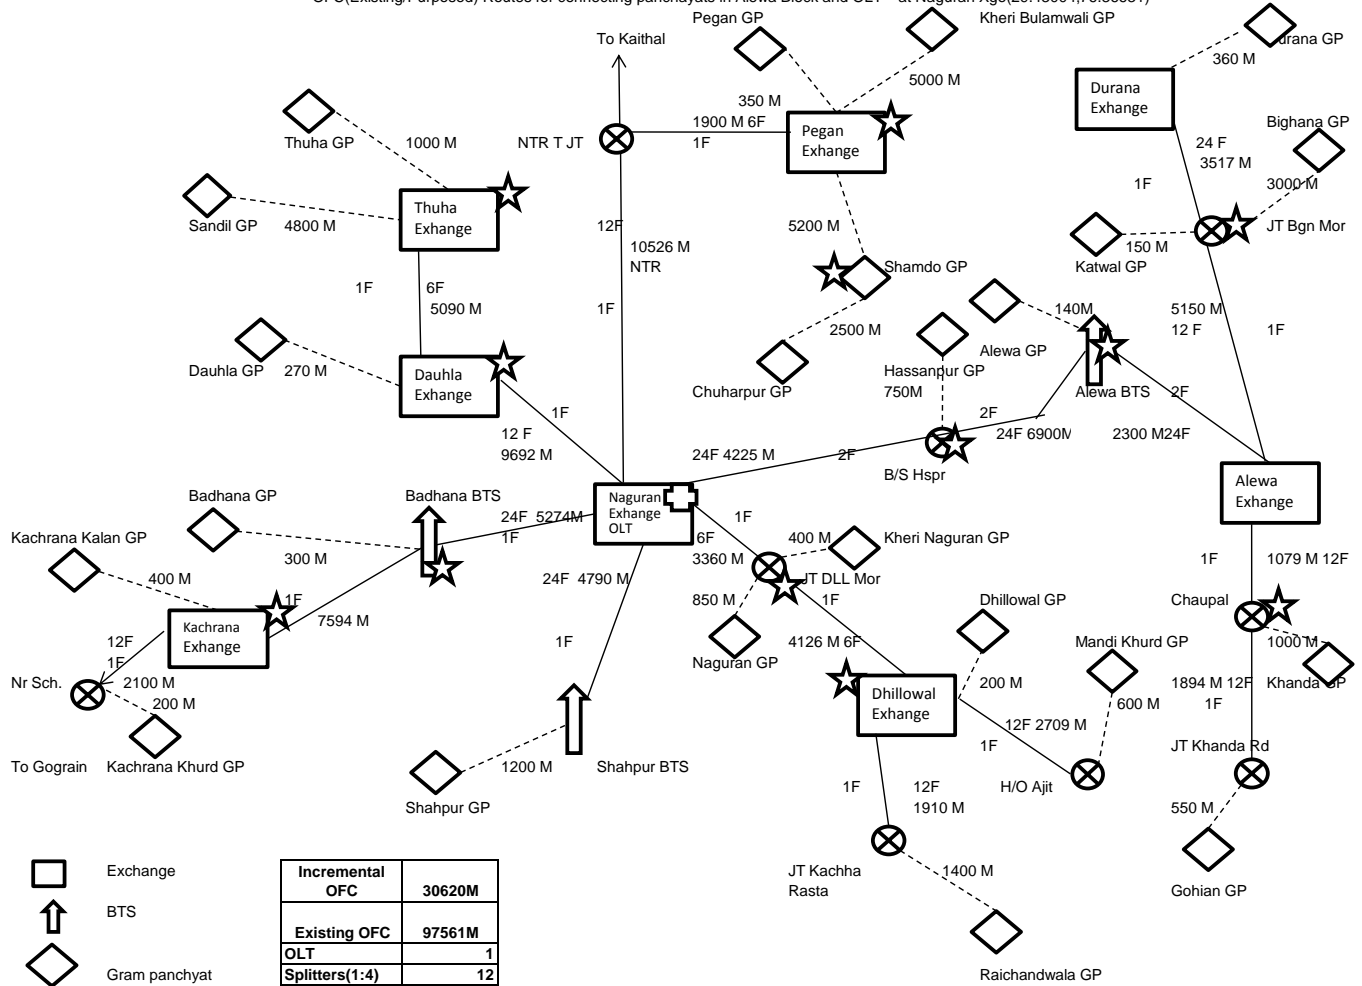 To Kaithal
Pegan GP
Kheri Bulamwali GP
urana GP
360 M
5000 M
350 M
1900 M 6F
1F
NTR T JT
Pegan
Exhange
Durana
Exhange
Bighana GP
24 F
3517 M
1F
3000 M
JT Bgn Mor
150 M
Katwal GP
Thuha GP
1000 M
Sandil GP
4800 M
Thuha
Exhange
12F
10526 M
NTR
1F
5200 M
Shamdo GP
2500 M
Chuharpur GP
1F
6F
5090 M
Dauhla GP
270 M
Dauhla
Exhange
1F
12 F
9692 M
140M
Alewa GP
Hassanpur GP
750M
Alewa BTS
5150 M
12 F
1F
2F
24F 6900M
2F
2300 M24F
24F 4225 M
2F
B/S Hspr
Alewa
Exhange
Badhana GP
Badhana BTS
24F 5274M
1F
Naguran
Exhange
OLT
6F
3360 M
1F
400 M
Kheri Naguran GP
JT DLL Mor
Kachrana Kalan GP
400 M
300 M
1F
7594 M
Kachrana
Exhange
24F 4790 M
1F
850 M
Naguran GP
1F
4126 M 6F
Dhillowal GP
200 M
Mandi Khurd GP
600 M
1F
1079 M 12F
Chaupal
1000 M
Khanda GP
1894 M 12F
1F
12F
1F
2100 M
Nr Sch.
200 M
To Gograin
Kachrana Khurd GP
Shahpur GP
1200 M
Shahpur BTS
Dhillowal
Exhange
12F 2709 M
1F
H/O Ajit
JT Khanda Rd
550 M
Gohian GP
1F
12F
1910 M
JT Kachha
Rasta
1400 M
Raichandwala GP
Exchange
BTS
Gram panchyat
Incremental
OFC 30620M
Existing OFC 97561M
OLT 1
Splitters(1:4) 12